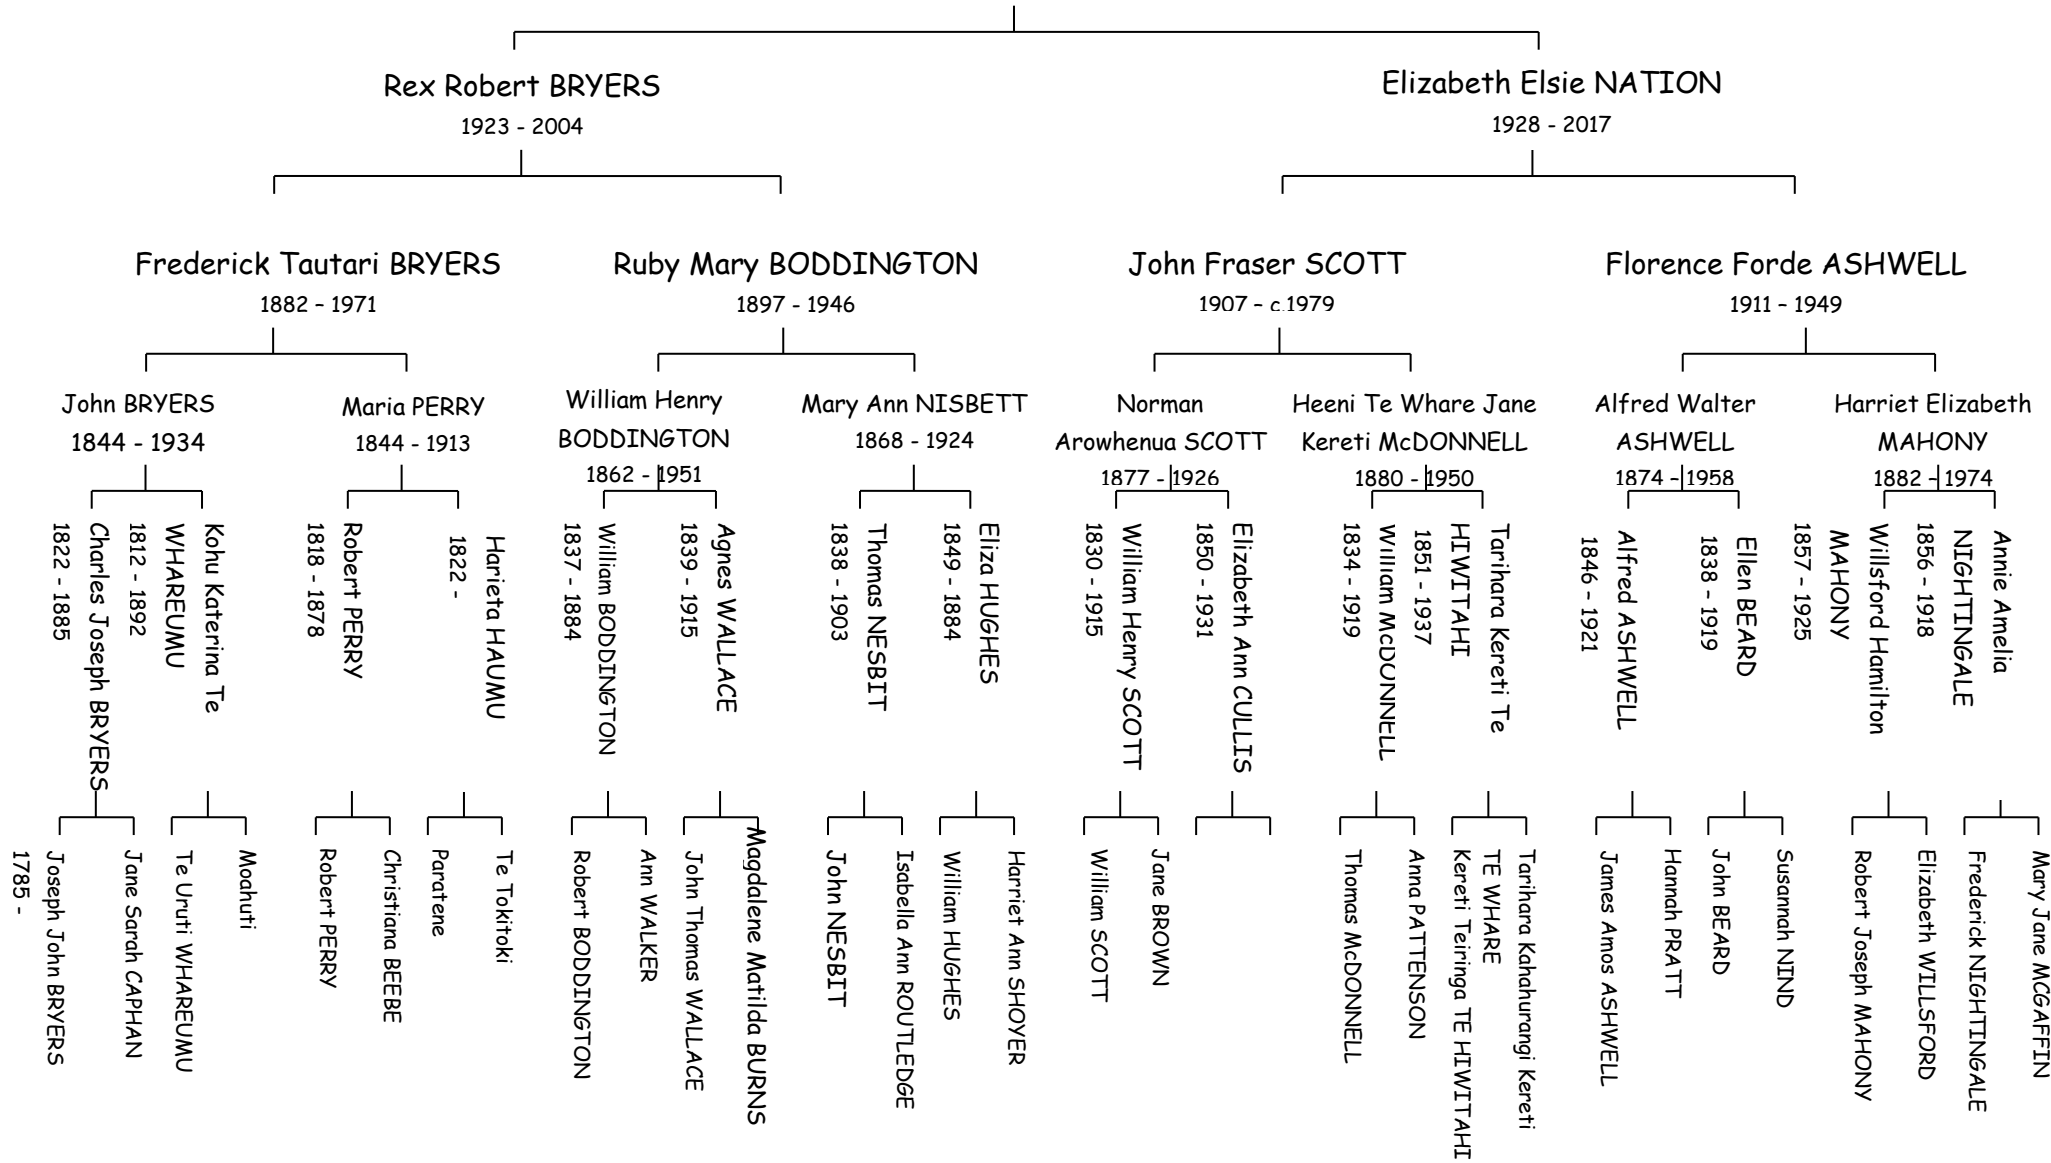 Rex Robert BRYERS
1923 - 2004
Elizabeth Elsie NATION
1928 - 2017
Frederick Tautari BRYERS
1882 – 1971
Ruby Mary BODDINGTON
1897 - 1946
John Fraser SCOTT
1907 – c.1979
Florence Forde ASHWELL
1911 – 1949
John BRYERS
1844 - 1934
Maria PERRY
1844 - 1913
William Henry
BODDINGTON
1862 - 1951
Mary Ann NISBETT
1868 - 1924
Norman
Arowhenua SCOTT
1877 - 1926
Heeni Te Whare Jane
Kereti McDONNELL
1880 - 1950
Alfred Walter
ASHWELL
1874 – 1958
Harriet Elizabeth
MAHONY
1882 – 1974
Charles Joseph BRYERS
1822 - 1885
Kohu Katerina Te
WHAREUMU
1812 - 1892
Robert PERRY
1818 - 1878
Harieta HAUMU
1822 -
William BODDINGTON
1837 - 1884
Agnes WALLACE
1839 - 1915
Thomas NESBIT
1838 - 1903
Eliza HUGHES
1849 - 1884
William Henry SCOTT
1830 - 1915
Elizabeth Ann CULLIS
1850 - 1931
William McDONNELL
1834 - 1919
Tarihara Kereti Te
HIWITAHI
1851 - 1937
Alfred ASHWELL
1846 - 1921
Ellen BEARD
1838 - 1919
Willsford Hamilton
MAHONY
1857 - 1925
Annie Amelia
NIGHTINGALE
1856 - 1918
Joseph John BRYERS
1785 -
Jane Sarah CAPHAN
Te Uruti WHAREUMU
Moahuti
Robert PERRY
Christiana BEEBE
Paratene
Te Tokitoki
Robert BODDINGTON
Ann WALKER
John Thomas WALLACE
Magdalene Matilda BURNS
John NESBIT
Isabella Ann ROUTLEDGE
William HUGHES
Harriet Ann SHOYER
William SCOTT
Jane BROWN
Thomas McDONNELL
Anna PATTENSON
Kereti Teiringa TE HIWITAHI
Tarihara Kahahurangi Kereti
TE WHARE
James Amos ASHWELL
Hannah PRATT
John BEARD
Susannah NIND
Robert Joseph MAHONY
Elizabeth WILLSFORD
Frederick NIGHTINGALE
Mary Jane MCGAFFIN